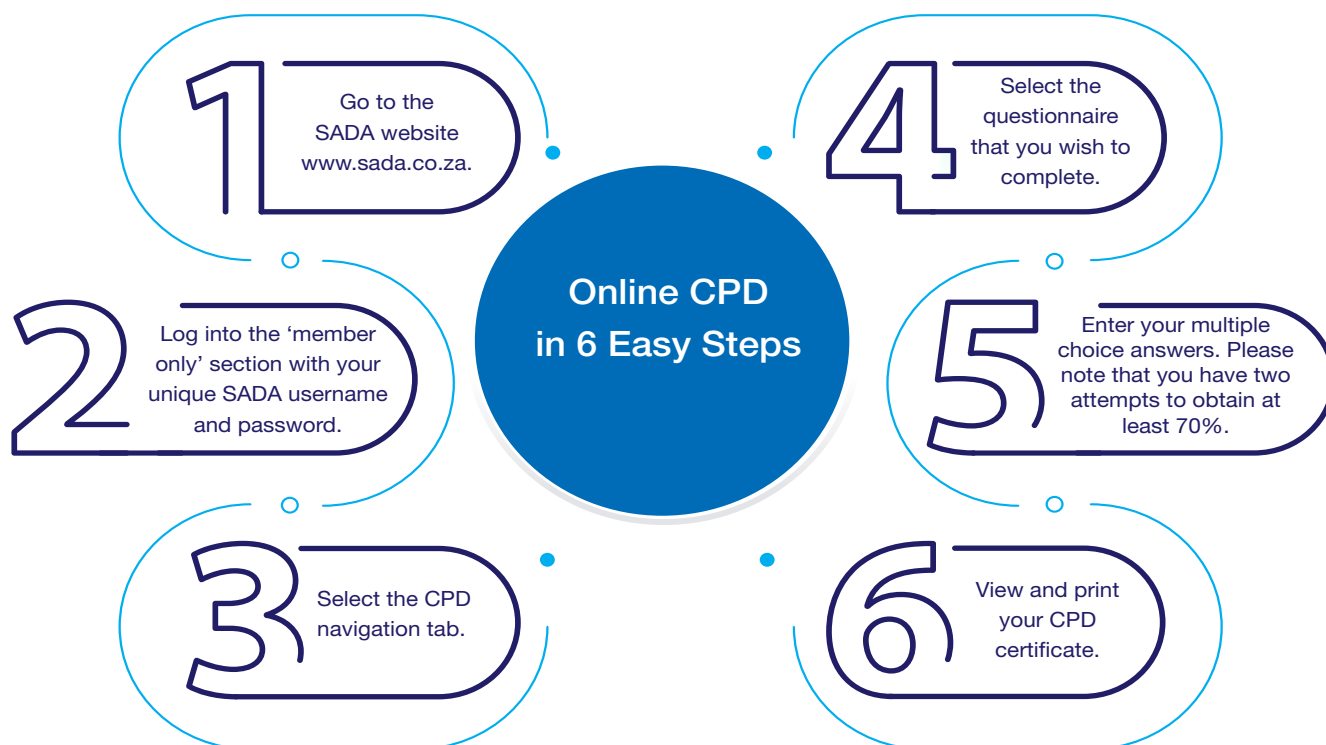 Online CPD
in 6 Easy Steps
1
Go to the
SADA website
www.sada.co.za.
2
Log into the ‘member
only’ section with your
unique SADA username
and password.
3
Select the CPD
navigation tab.
4
Select the
questionnaire
that you wish to
complete.
5
Enter your multiple
choice answers. Please
note that you have two
attempts to obtain at
least 70%.
6
View and print
your CPD
certificate.